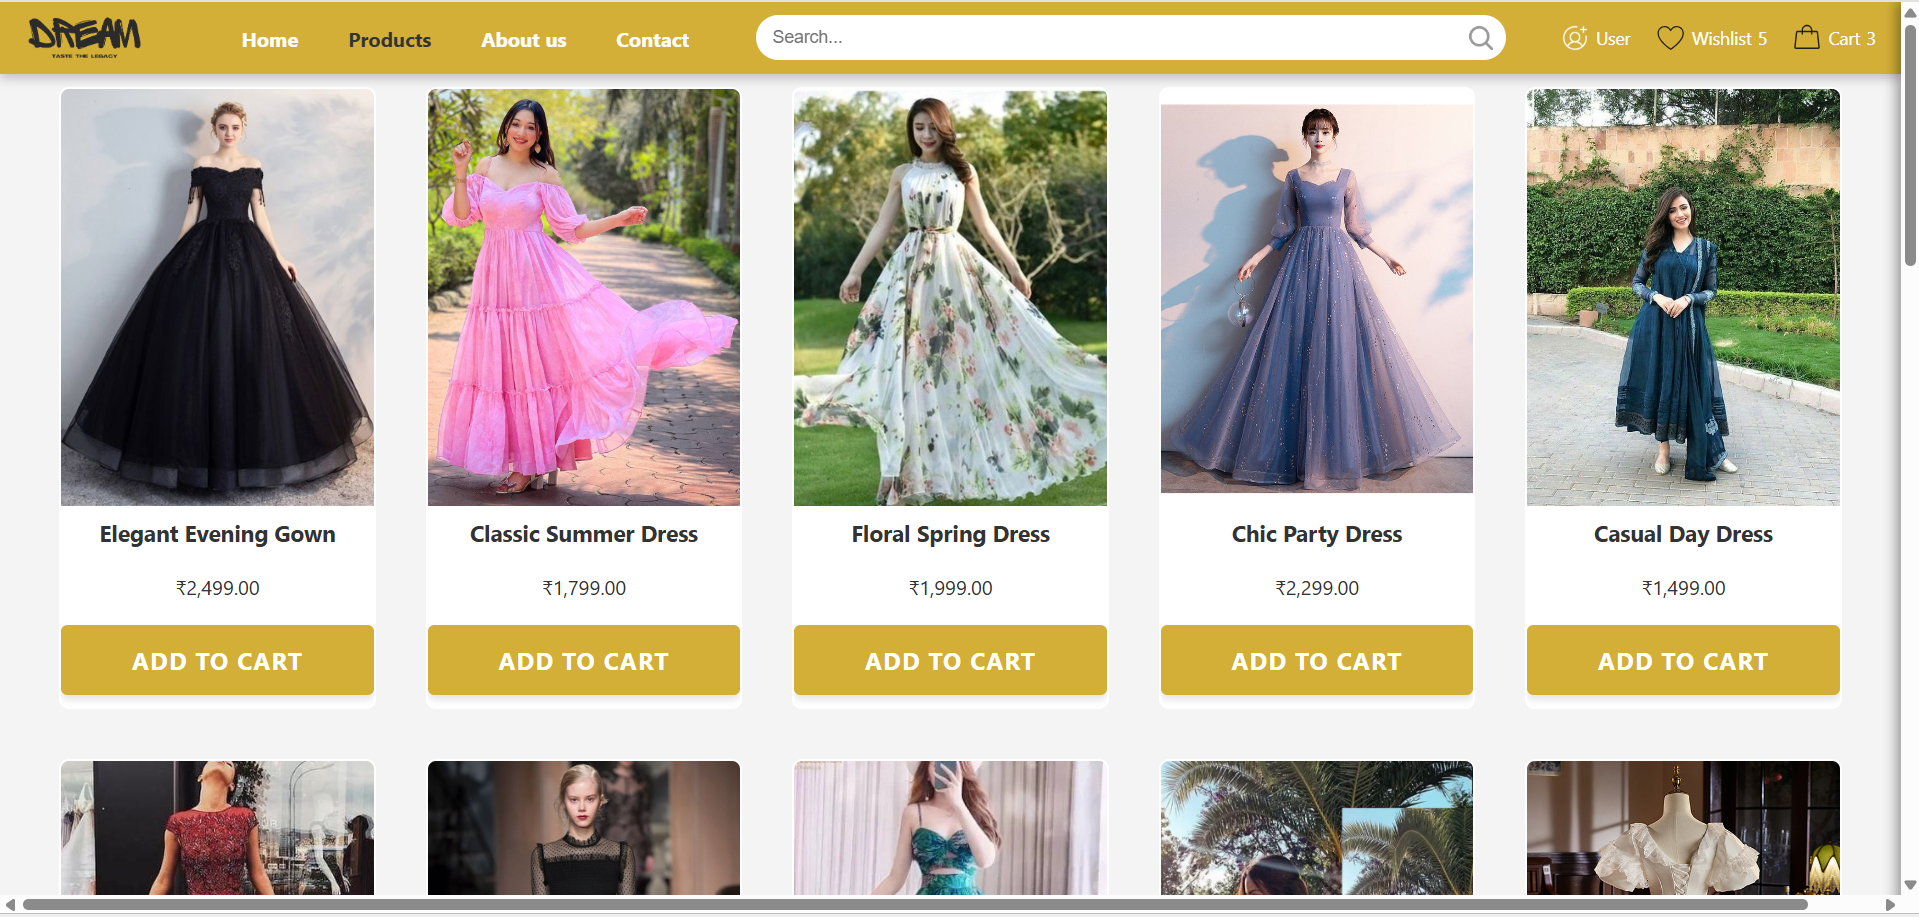 DREAM
TASTE THE LEGACY
Home
Products
About us
Contact
Search...
User
Wishlist 5
Cart 3
Elegant Evening Gown
₹2,499.00
ADD TO CART
Classic Summer Dress
₹1,799.00
ADD TO CART
Floral Spring Dress
₹1,999.00
ADD TO CART
Chic Party Dress
₹2,299.00
ADD TO CART
Casual Day Dress
₹1,499.00
ADD TO CART